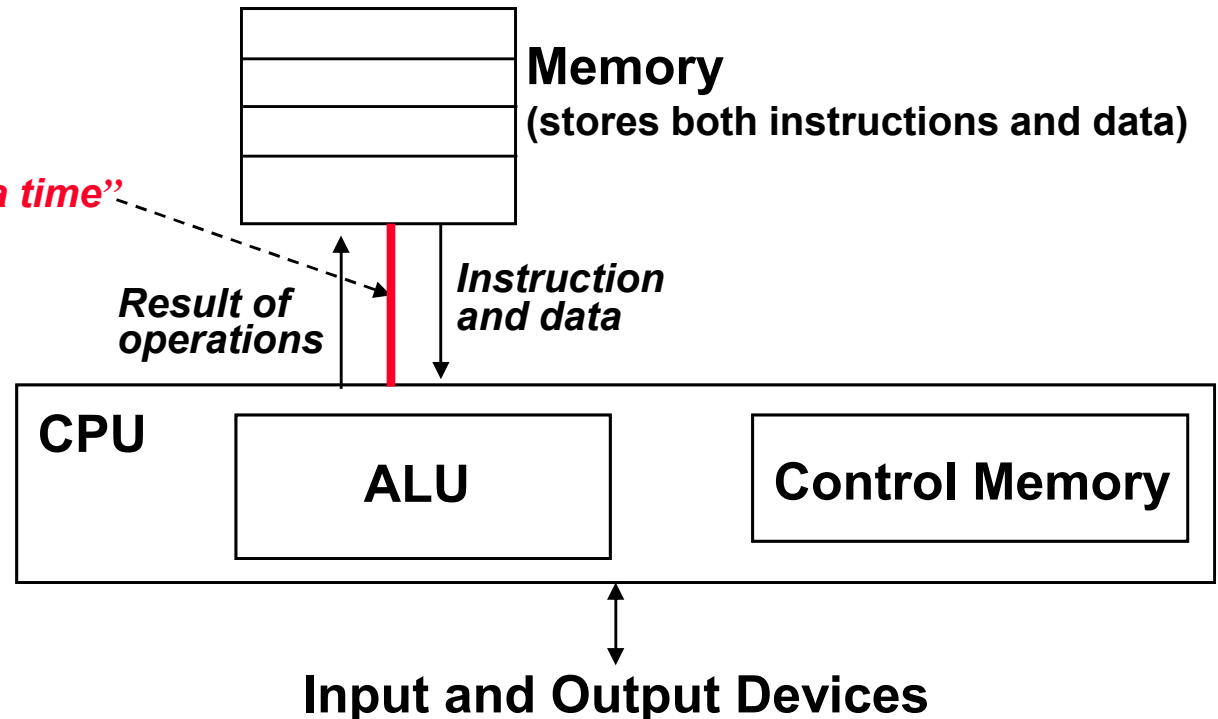 Memory
(stores both instructions and data)
a time”
Result of
operations
Instruction
and data
CPU
ALU
Control Memory
Input and Output Devices